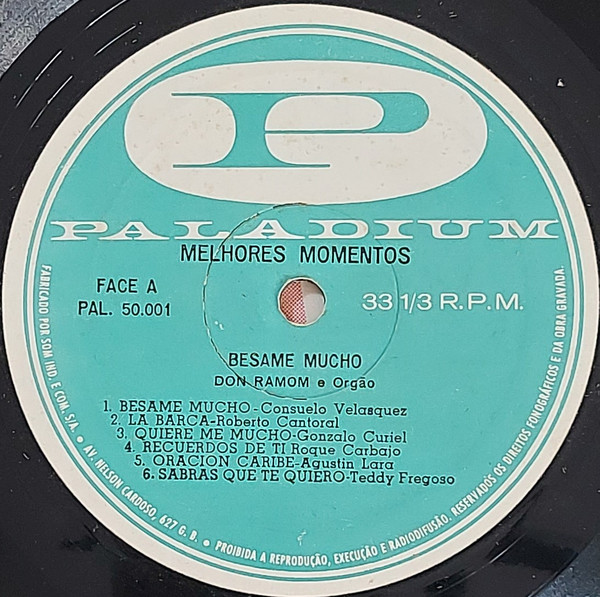 P
PALADIUM
MELHORES MOMENTOS
FACE A
PAL. 50.001
33 1/3 R.P.M.
BESAME MUCHO
DON RAMOM e Orgão
1. BESAME MUCHO-Consuelo Velasquez
2. LA BARCA-Roberto Cantoral
3. QUIERE ME MUCHO-Gonzalo Curiel
4. RECUERDOS DE TI Roque Carbajo
5. ORACION CARIBE-Agustin Lara
6. SABRAS QUE TE QUIERO-Teddy Fregoso
FABRICADO POR SOM IND. E COM. S/A. • AV. NELSON CARDOSO, 627 G. B. • PROIBIDA A REPRODUÇÃO, EXECUÇÃO E RADIODIFUSÃO. RESERVADOS OS DIREITOS FONOGRÁFICOS E DA OBRA GRAVADA.